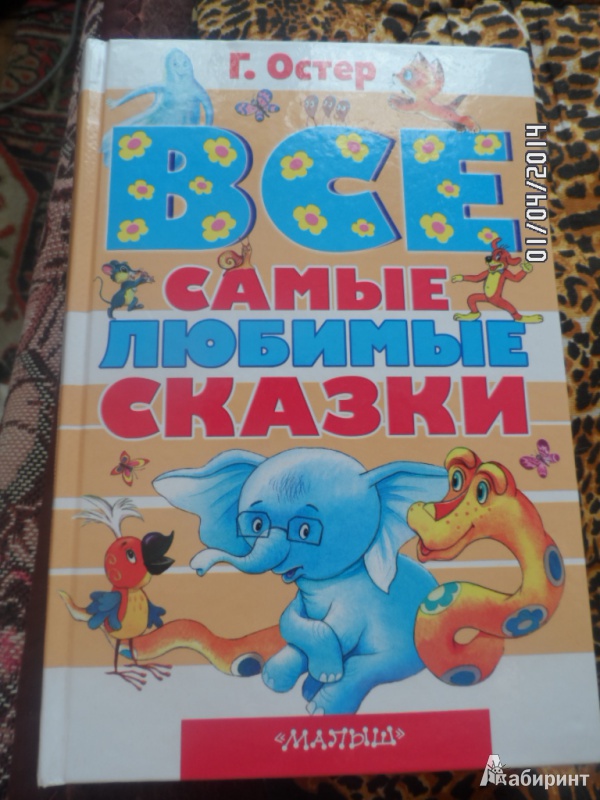 Г. Остер
ВСЕ
САМЫЕ
ЛЮБИМЫЕ
СКАЗКИ
«МАЛЫШ»
01/04/2014
Лабиринт